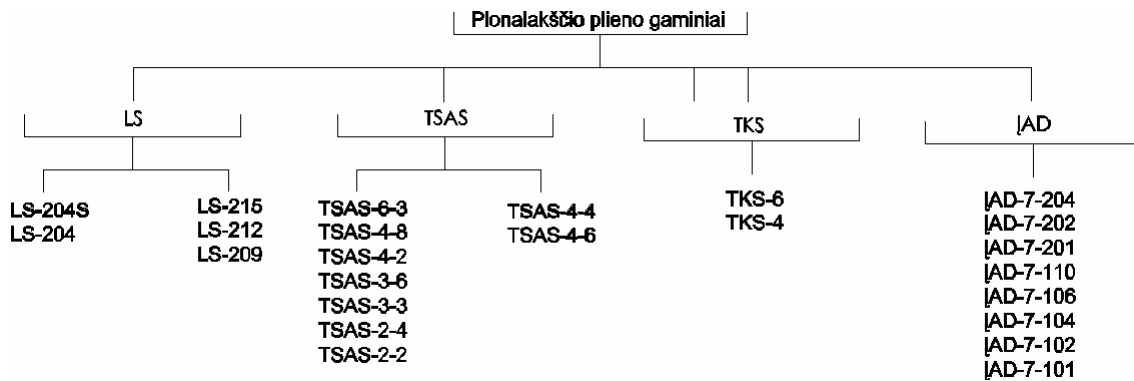 Plonalakščio plieno gaminiai
LS
TSAS
TKS
ĮAD
LS-204S
LS-204
LS-215
LS-212
LS-209
TSAS-6-3
TSAS-4-8
TSAS-4-2
TSAS-3-6
TSAS-3-3
TSAS-2-4
TSAS-2-2
TSAS-4-4
TSAS-4-6
TKS-6
TKS-4
ĮAD-7-204
ĮAD-7-202
ĮAD-7-201
ĮAD-7-110
ĮAD-7-106
ĮAD-7-104
ĮAD-7-102
ĮAD-7-101